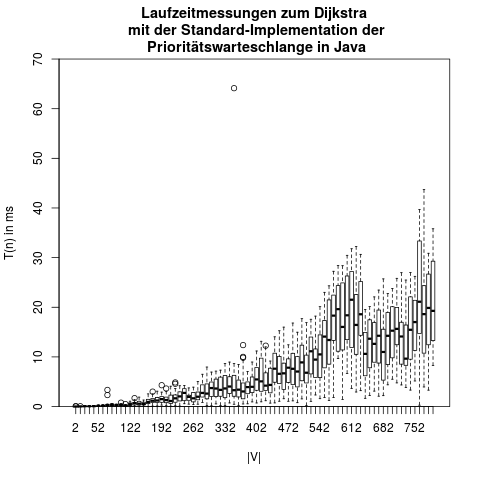 Laufzeitmessungen zum Dijkstra
mit der Standard-Implementation der
Prioritätswarteschlange in Java
T(n) in ms
70
60
50
40
30
20
10
0
2 52 122 192 262 332 402 472 542 612 682 752
|V|